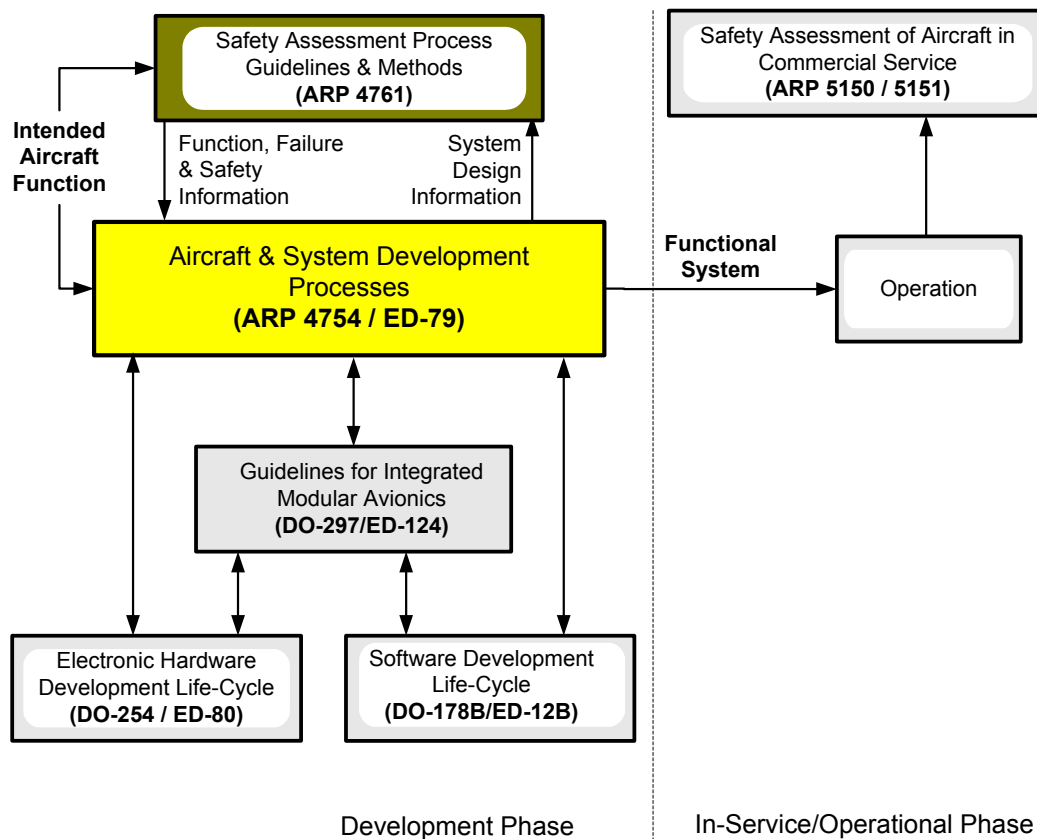 Safety Assessment Process
Guidelines & Methods
(ARP 4761)
Safety Assessment of Aircraft in
Commercial Service
(ARP 5150 / 5151)
Intended
Aircraft
Function
Function, Failure
& Safety
Information
System
Design
Information
Aircraft & System Development
Processes
(ARP 4754 / ED-79)
Functional
System
Operation
Guidelines for Integrated
Modular Avionics
(DO-297/ED-124)
Electronic Hardware
Development Life-Cycle
(DO-254 / ED-80)
Software Development
Life-Cycle
(DO-178B/ED-12B)
Development Phase
In-Service/Operational Phase